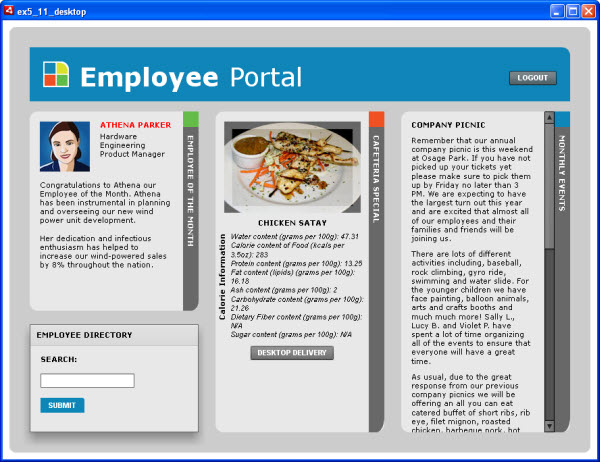 ex5_11_desktop
Employee Portal
LOGOUT
ATHENA PARKER
Hardware
Engineering
Product Manager
Congratulations to Athena our
Employee of the Month. Athena
has been instrumental in planning
and overseeing our new wind
power unit development.
Her dedication and infectious
enthusiasm has helped to
increase our wind-powered sales
by 8% throughout the nation.
EMPLOYEE OF THE MONTH
EMPLOYEE DIRECTORY
SEARCH:
SUBMIT
CHICKEN SATAY
Calorie Information
Water content (grams per 100g): 47.31
Calorie content of Food (kcals per
3.5oz): 283
Protein content (grams per 100g): 13.25
Fat content (lipids) (grams per 100g):
16.18
Ash content (grams per 100g): 2
Carbohydrate content (grams per 100g):
21.26
Dietary Fiber content (grams per 100g):
N/A
Sugar content (grams per 100g): N/A
DESKTOP DELIVERY
CAFETERIA SPECIAL
COMPANY PICNIC
Remember that our annual
company picnic is this weekend
at Osage Park. If you have not
picked up your tickets yet
please make sure to pick them
up by Friday no later than 3
PM. We are expecting to have
the largest turn out this year
and are excited that almost all
of our employees and their
families and friends will be
joining us.
There are lots of different
activities including, baseball,
rock climbing, gyro ride,
swimming and water slide. For
the younger children we have
face painting, balloon animals,
arts and crafts booths and
much much more! Sally L.,
Lucy B. and Violet P. have
spent a lot of time organizing
all of the events to ensure that
everyone will have a great
time.
As usual, due to the great
response from our previous
company picnics we will be
offering an all you can eat
catered buffet of short ribs, rib
eye, filet mignon, roasted
chicken, barbeque pork, hot
MONTHLY EVENTS